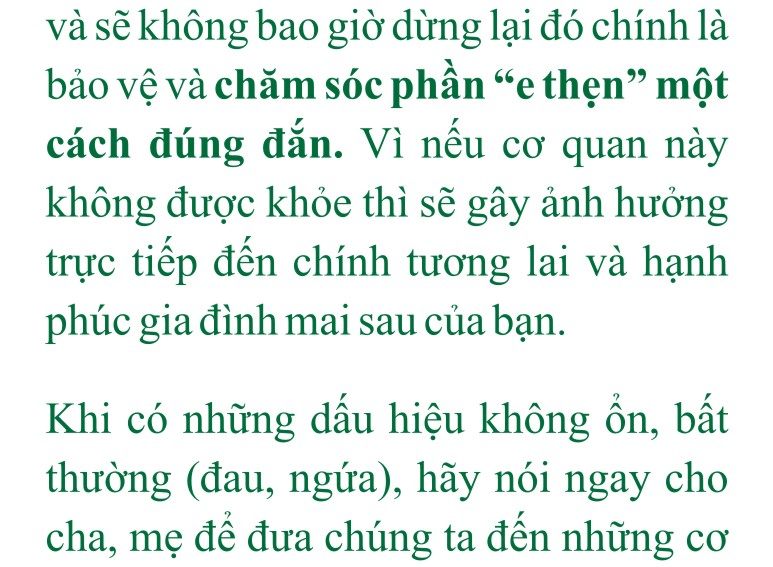 và sẽ không bao giờ dừng lại đó chính là
bảo vệ và chăm sóc phần “e thẹn” một
cách đúng đắn. Vì nếu cơ quan này
không được khỏe thì sẽ gây ảnh hưởng
trực tiếp đến chính tương lai và hạnh
phúc gia đình mai sau của bạn.
Khi có những dấu hiệu không ổn, bất
thường (đau, ngứa), hãy nói ngay cho
cha, mẹ để đưa chúng ta đến những cơ